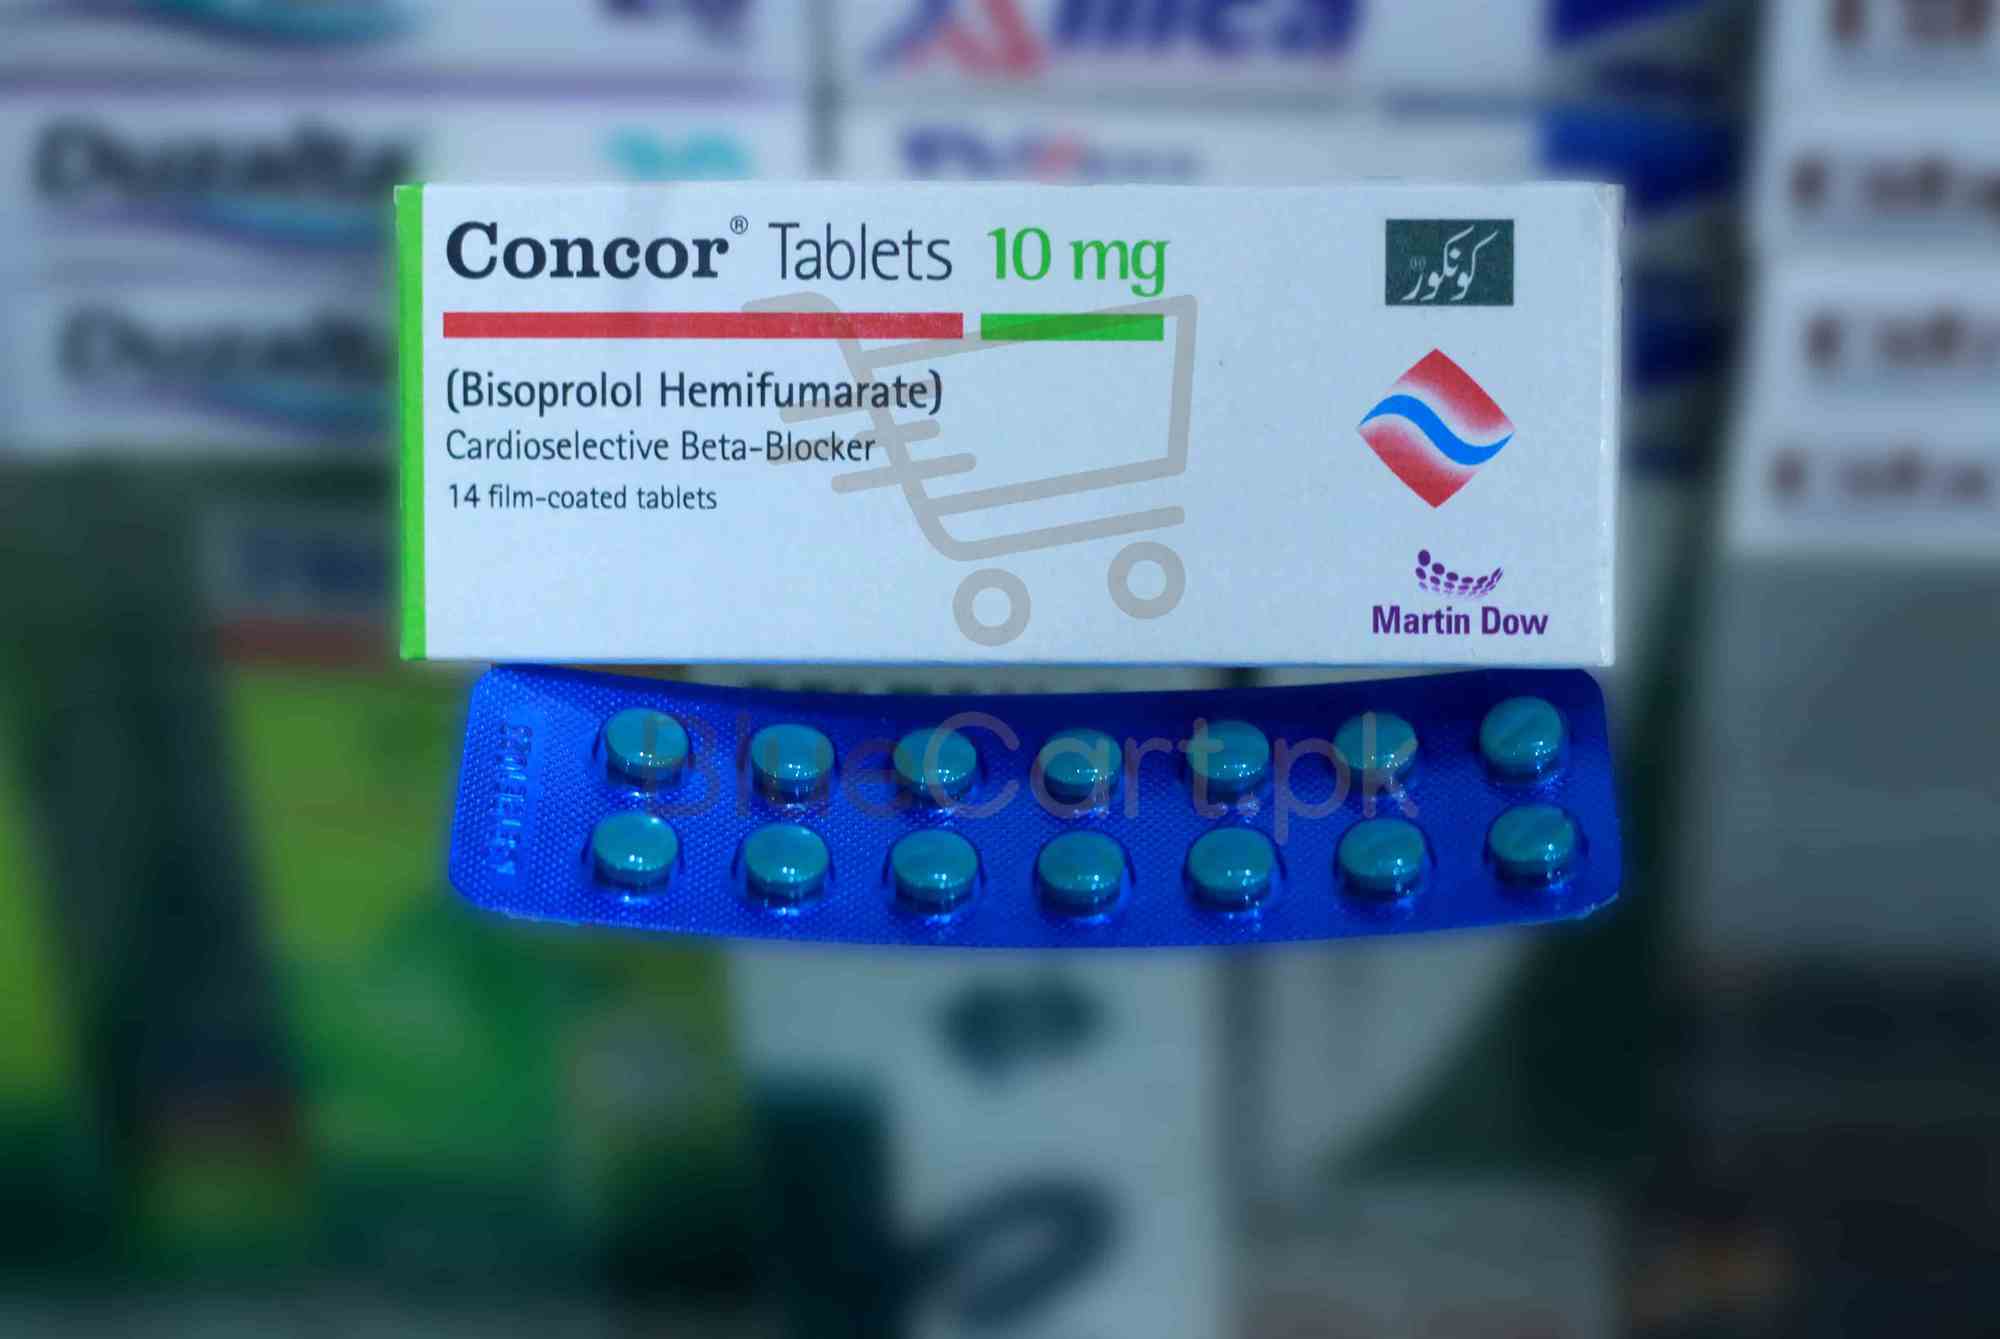 Concor® Tablets 10 mg
کونکور
(Bisoprolol Hemifumarate)
Cardioselective Beta-Blocker
14 film-coated tablets
Martin Dow
BlueCart.pk